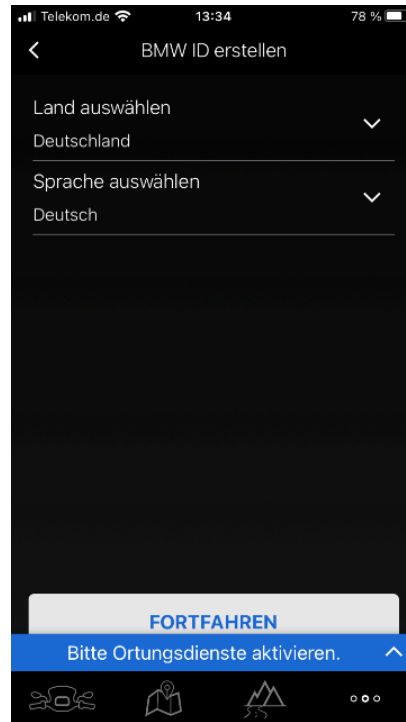 Telekom.de 13:34 78 %
BMW ID erstellen
Land auswählen
Deutschland
Sprache auswählen
Deutsch
FORTFAHREN
Bitte Ortungsdienste aktivieren.